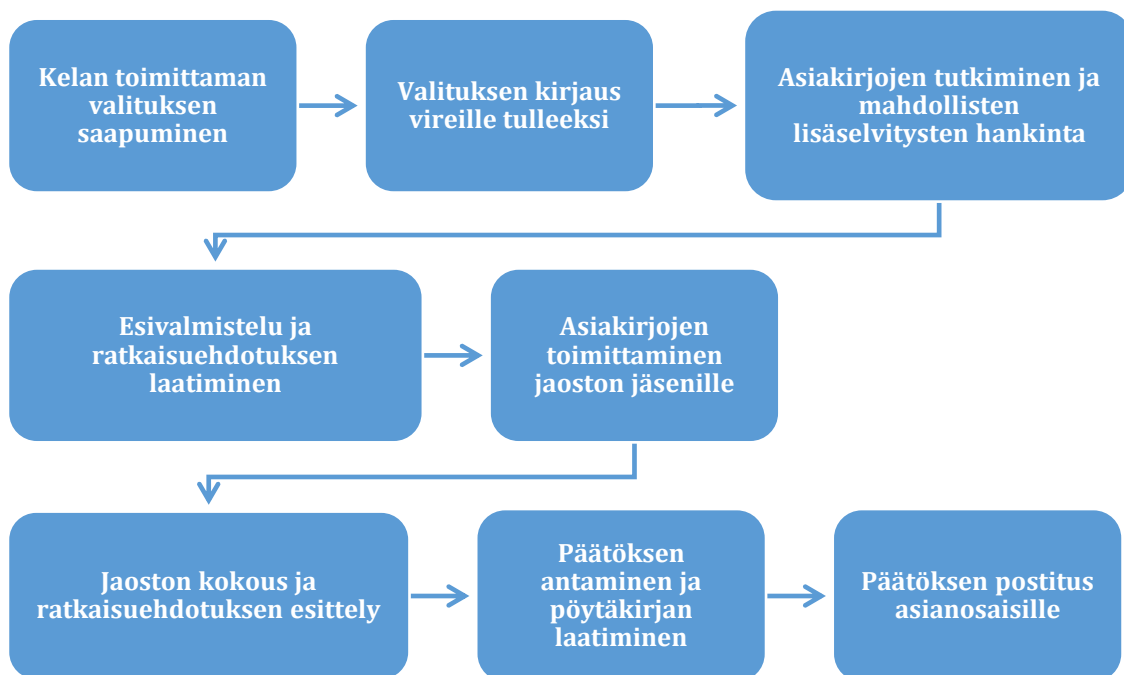 Kelan toimittaman
valituksen
saapuminen
Valituksen kirjaus
vireille tulleeksi
Asiakirjojen tutkiminen ja
mahdollisten
lisäselvitysten hankinta
Esivalmistelu ja
ratkaisuehdotuksen
laatiminen
Asiakirjojen
toimittaminen
jaoston jäsenille
Jaoston kokous ja
ratkaisuehdotuksen esittely
Päätöksen
antaminen ja
pöytäkirjan
laatiminen
Päätöksen postitus
asianosaisille